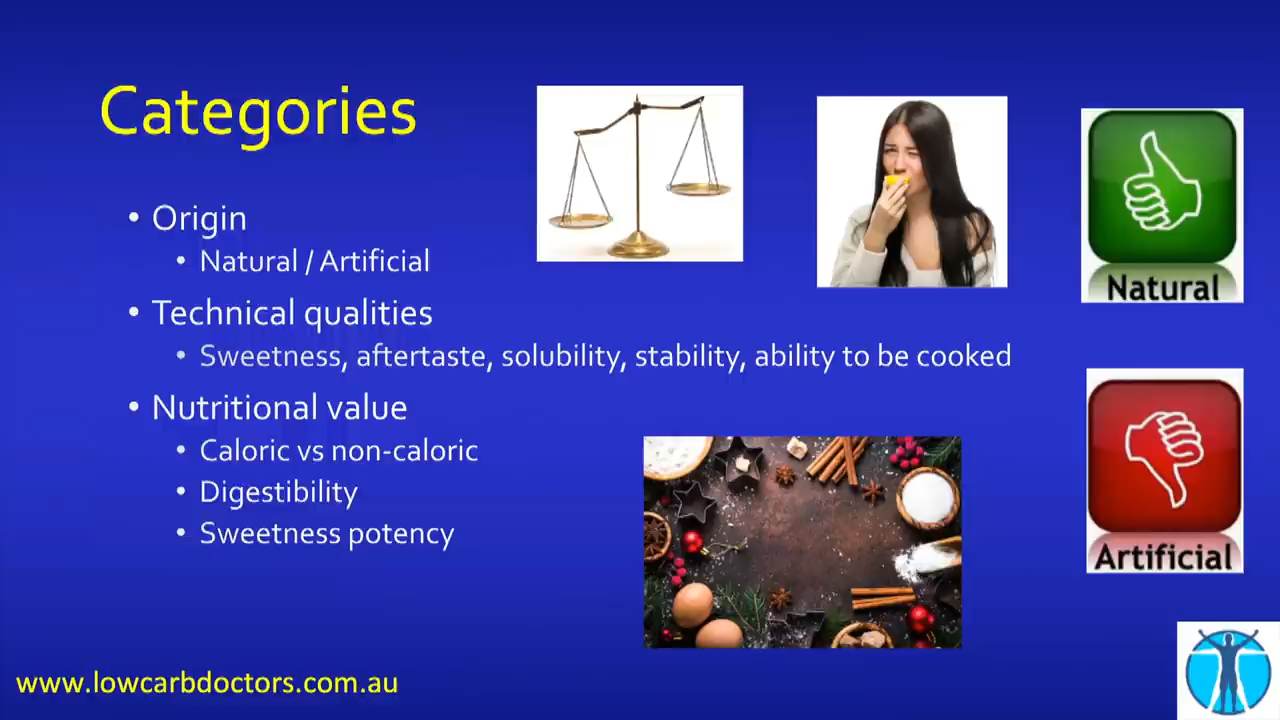 Categories
• Origin
• Natural / Artificial
• Technical qualities
• Sweetness, aftertaste, solubility, stability, ability to be cooked
• Nutritional value
• Caloric vs non-caloric
• Digestibility
• Sweetness potency
Natural
Artificial
www.lowcarbdoctors.com.au